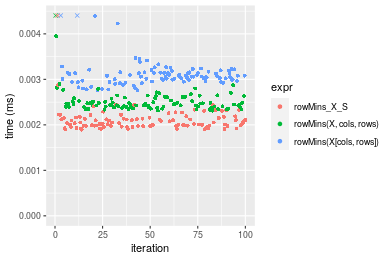 0.004
0.003
0.002
0.001
0.000
time (ms)
0
25
50
75
100
iteration
expr
rowMins_X_S
rowMins(X, cols, rows)
rowMins(X[cols, rows])